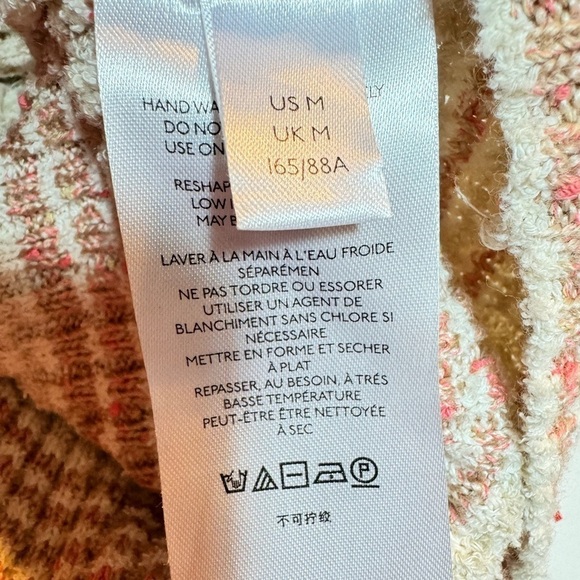 US M
UK M
165/88A
HAND WA
DO NO
USE ON
RESHAP
LOW I
MAY B
LAVER À LA MAIN À L'EAU FROIDE
SÉPARÉMEN
NE PAS TORDRE OU ESSORER
UTILISER UN AGENT DE
BLANCHIMENT SANS CHLORE SI
NÉCESSAIRE
METTRE EN FORME ET SECHER
À PLAT
REPASSER, AU BESOIN, À TRÉS
BASSE TEMPÉRATURE
PEUT-ÊTRE ÊTRE NETTOYÉE
À SEC
P
不可拧绞